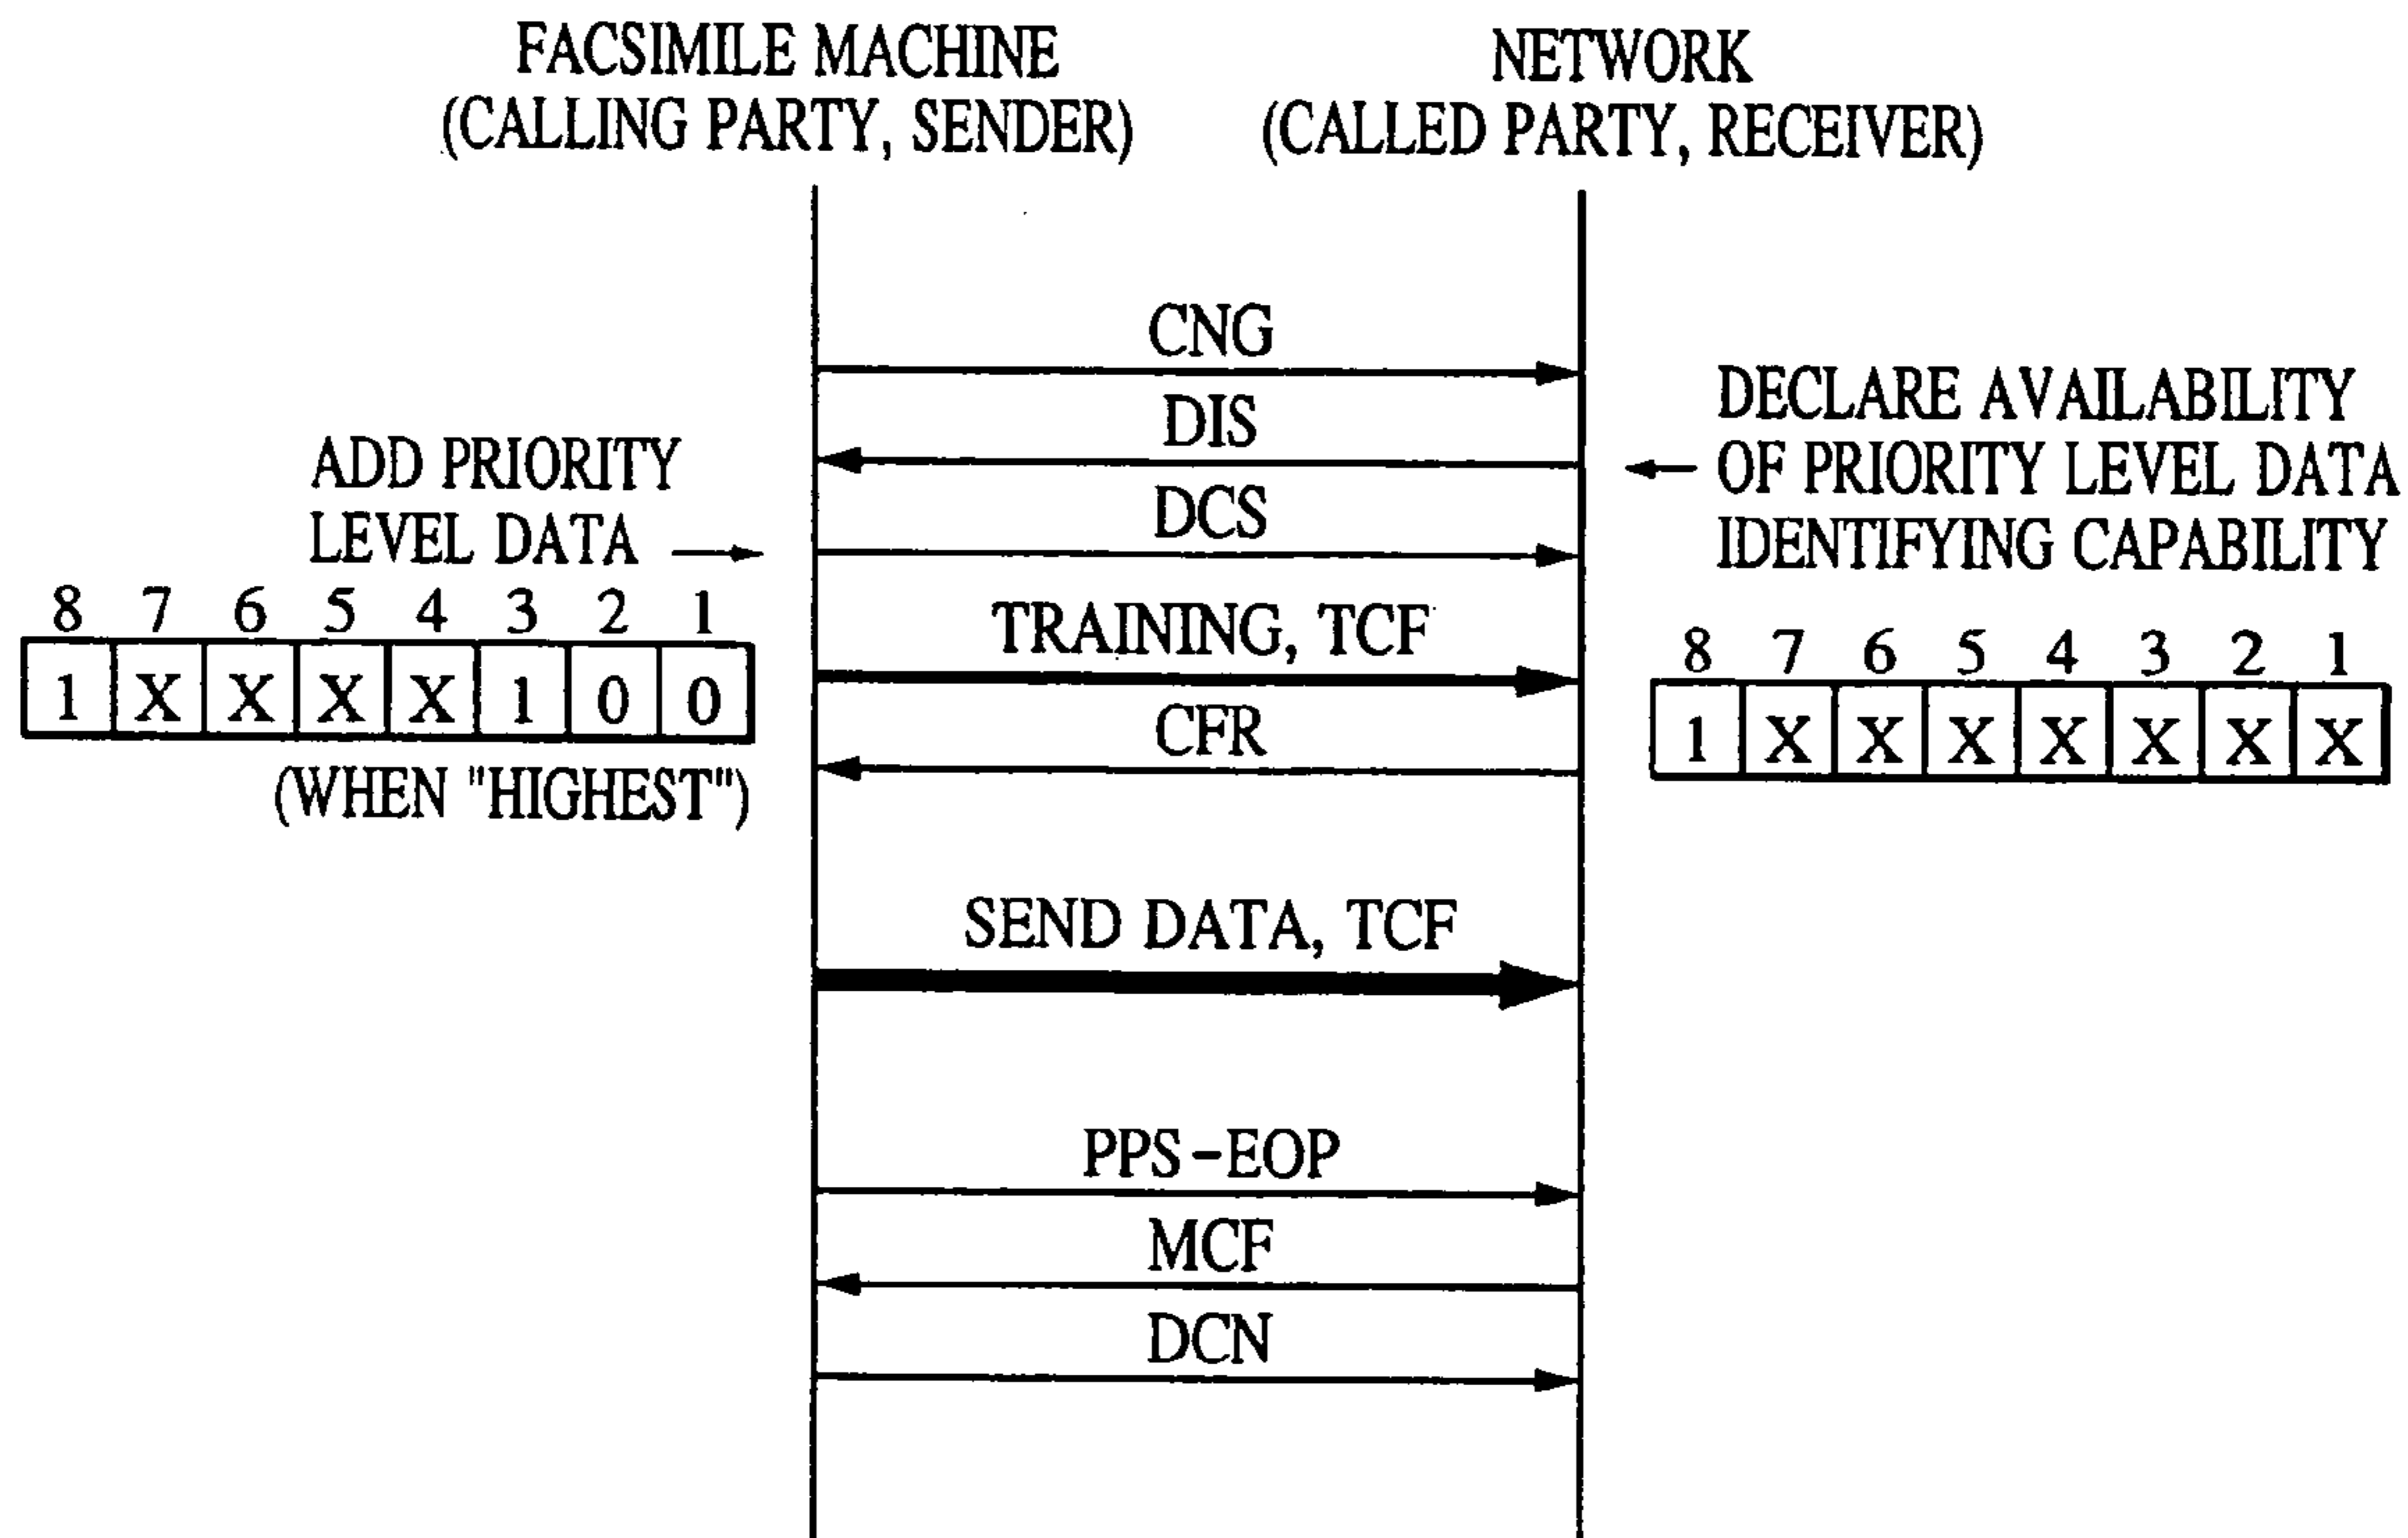 FACSIMILE MACHINE
(CALLING PARTY, SENDER)
NETWORK
(CALLED PARTY, RECEIVER)
CNG
DIS
DCS
TRAINING, TCF
CFR
ADD PRIORITY
LEVEL DATA
8 7 6 5 4 3 2 1
1 X X X X 1 0 0
(WHEN "HIGHEST")
DECLARE AVAILABILITY
OF PRIORITY LEVEL DATA
IDENTIFYING CAPABILITY
8 7 6 5 4 3 2 1
1 X X X X X X X
SEND DATA, TCF
PPS-EOP
MCF
DCN